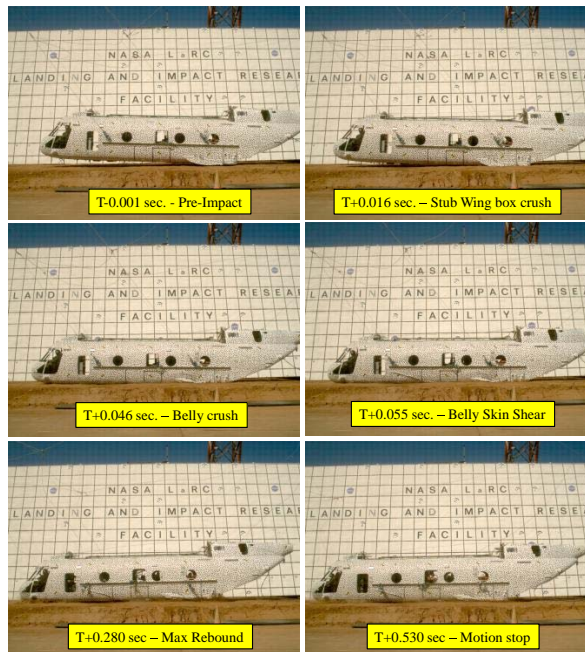 NASA LaRC
LANDING AND IMPACT RESEA
FACILITY
T-0.001 sec. - Pre-Impact
NASA LaRC
LANDING AND IMPACT RESEA
FACILITY
T+0.016 sec. – Stub Wing box crush
NASA LaRC
LANDING AND IMPACT RESEA
FACILITY
T+0.046 sec. – Belly crush
NASA LaRC
LANDING AND IMPACT RESEA
FACILITY
T+0.055 sec. – Belly Skin Shear
NASA LaRC
LANDING AND IMPACT RESEA
FACILITY
T+0.280 sec – Max Rebound
NASA LaRC
LANDING AND IMPACT RESEA
FACILITY
T+0.530 sec – Motion stop